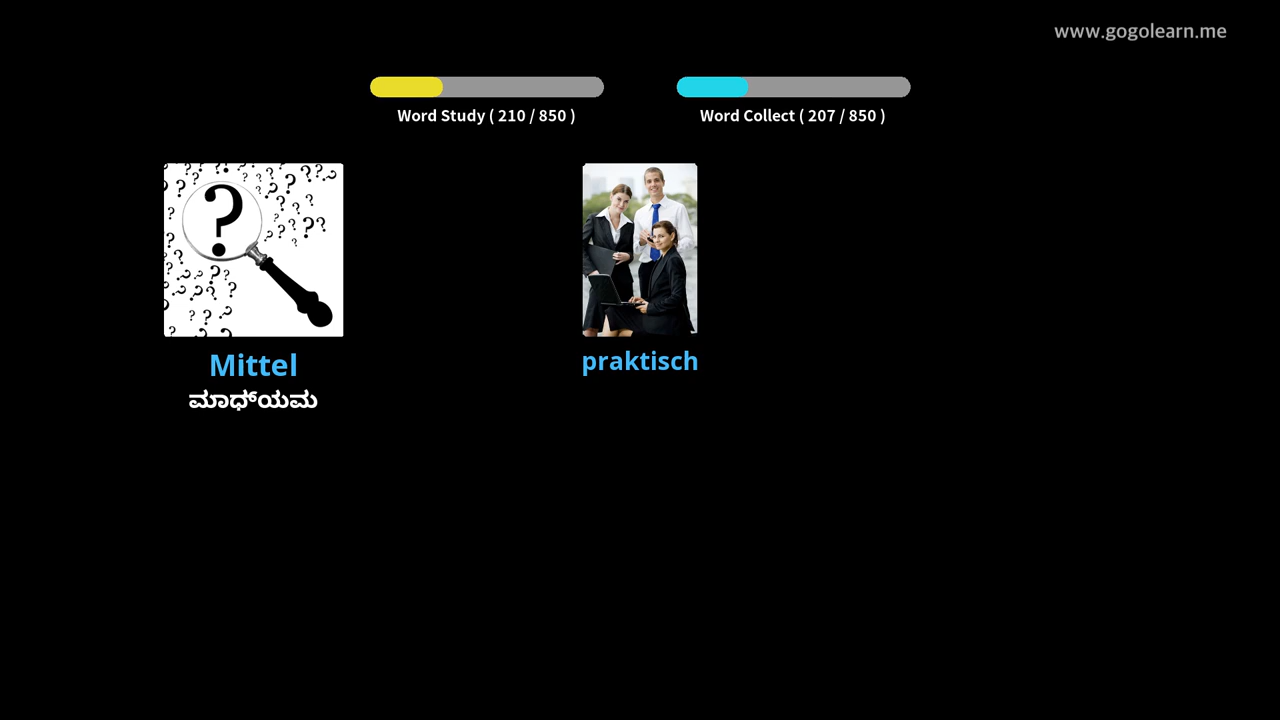 www.gogolearn.me
Word Study ( 210 / 850 )
Word Collect ( 207 / 850 )
Mittel
ಮಾಧ್ಯಮ
praktisch